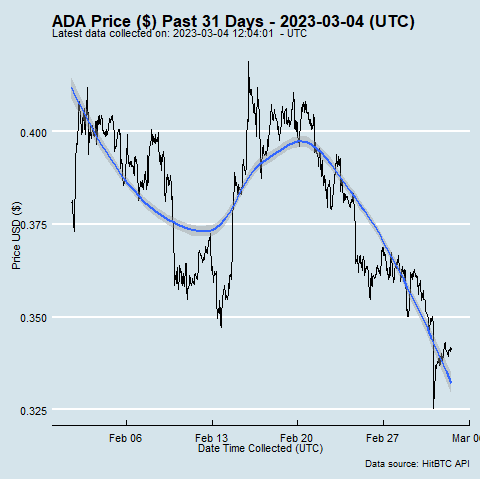 ADA Price ($) Past 31 Days - 2023-03-04 (UTC)
Latest data collected on: 2023-03-04 12:04:01 - UTC
Price USD ($)
0.400
0.375
0.350
0.325
Feb 06 Feb 13 Feb 20 Feb 27 Mar 0
Date Time Collected (UTC)
Data source: HitBTC API